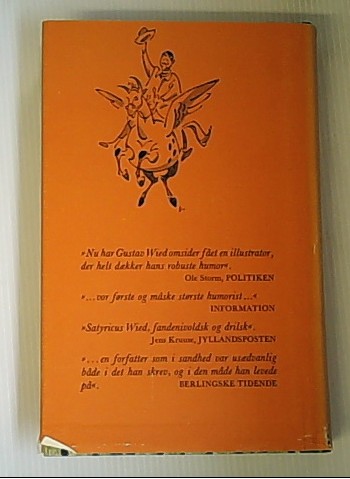 »Nu har Gustav Wied omsider fået en illustrator,
der helt dækker hans robuste humor«.
Ole Storm, POLITIKEN
»...vor første og måske største humorist...«
INFORMATION
»Satyricus Wied, fandenivoldsk og drilsk«.
Jens Kruuse, JYLLANDSPOSTEN
»...en forfatter som i sandhed var usædvanlig
både i det han skrev, og i den måde han levede
på«.
BERLINGSKE TIDENDE